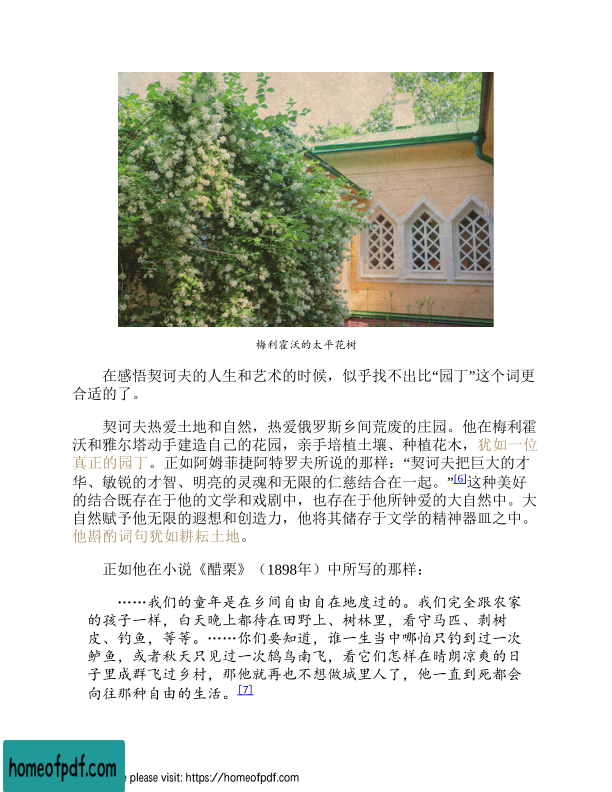 梅利霍沃的太平花树
在感悟契诃夫的人生和艺术的时候，似乎找不出比“园丁”这个词更
合适的了。
契诃夫热爱土地和自然，热爱俄罗斯乡间荒废的庄园。他在梅利霍
沃和雅尔塔动手建造自己的花园，亲手培植土壤、种植花木，犹如一位
真正的园丁。正如阿姆菲捷阿特罗夫所说的那样：“契诃夫把巨大的才
华、敏锐的才智、明亮的灵魂和无限的仁慈结合在一起。”[6]这种美好
的结合既存在于他的文学和戏剧中，也存在于他所钟爱的大自然中。大
自然赋予他无限的遐想和创造力，他将其储存于文学的精神器皿之中。
他斟酌词句犹如耕耘土地。
正如他在小说《醋栗》（1898年）中所写的那样：
……我们的童年是在乡间自由自在地度过的。我们完全跟农家
的孩子一样，白天晚上都待在田野上、树林里，看守马匹、剥树
皮、钓鱼，等等。……你们要知道，谁一生当中哪怕只钓到过一次
鲈鱼，或者秋天只见过一次鸫鸟南飞，看它们怎样在晴朗凉爽的日
子里成群飞过乡村，那他就再也不想做城里人了，他一直到死都会
向往那种自由的生活。[7]
homeofpdf.com
e please visit: https://homeofpdf.com